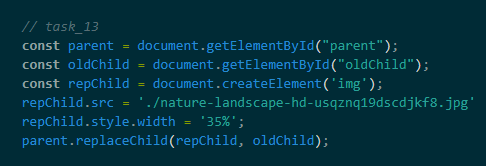 // task_13
const parent = document.getElementById("parent");
const oldChild = document.getElementById("oldChild");
const repChild = document.createElement('img');
repChild.src = './nature-landscape-hd-usqznq19dscdjkf8.jpg'
repChild.style.width = '35%';
parent.replaceChild(repChild, oldChild);